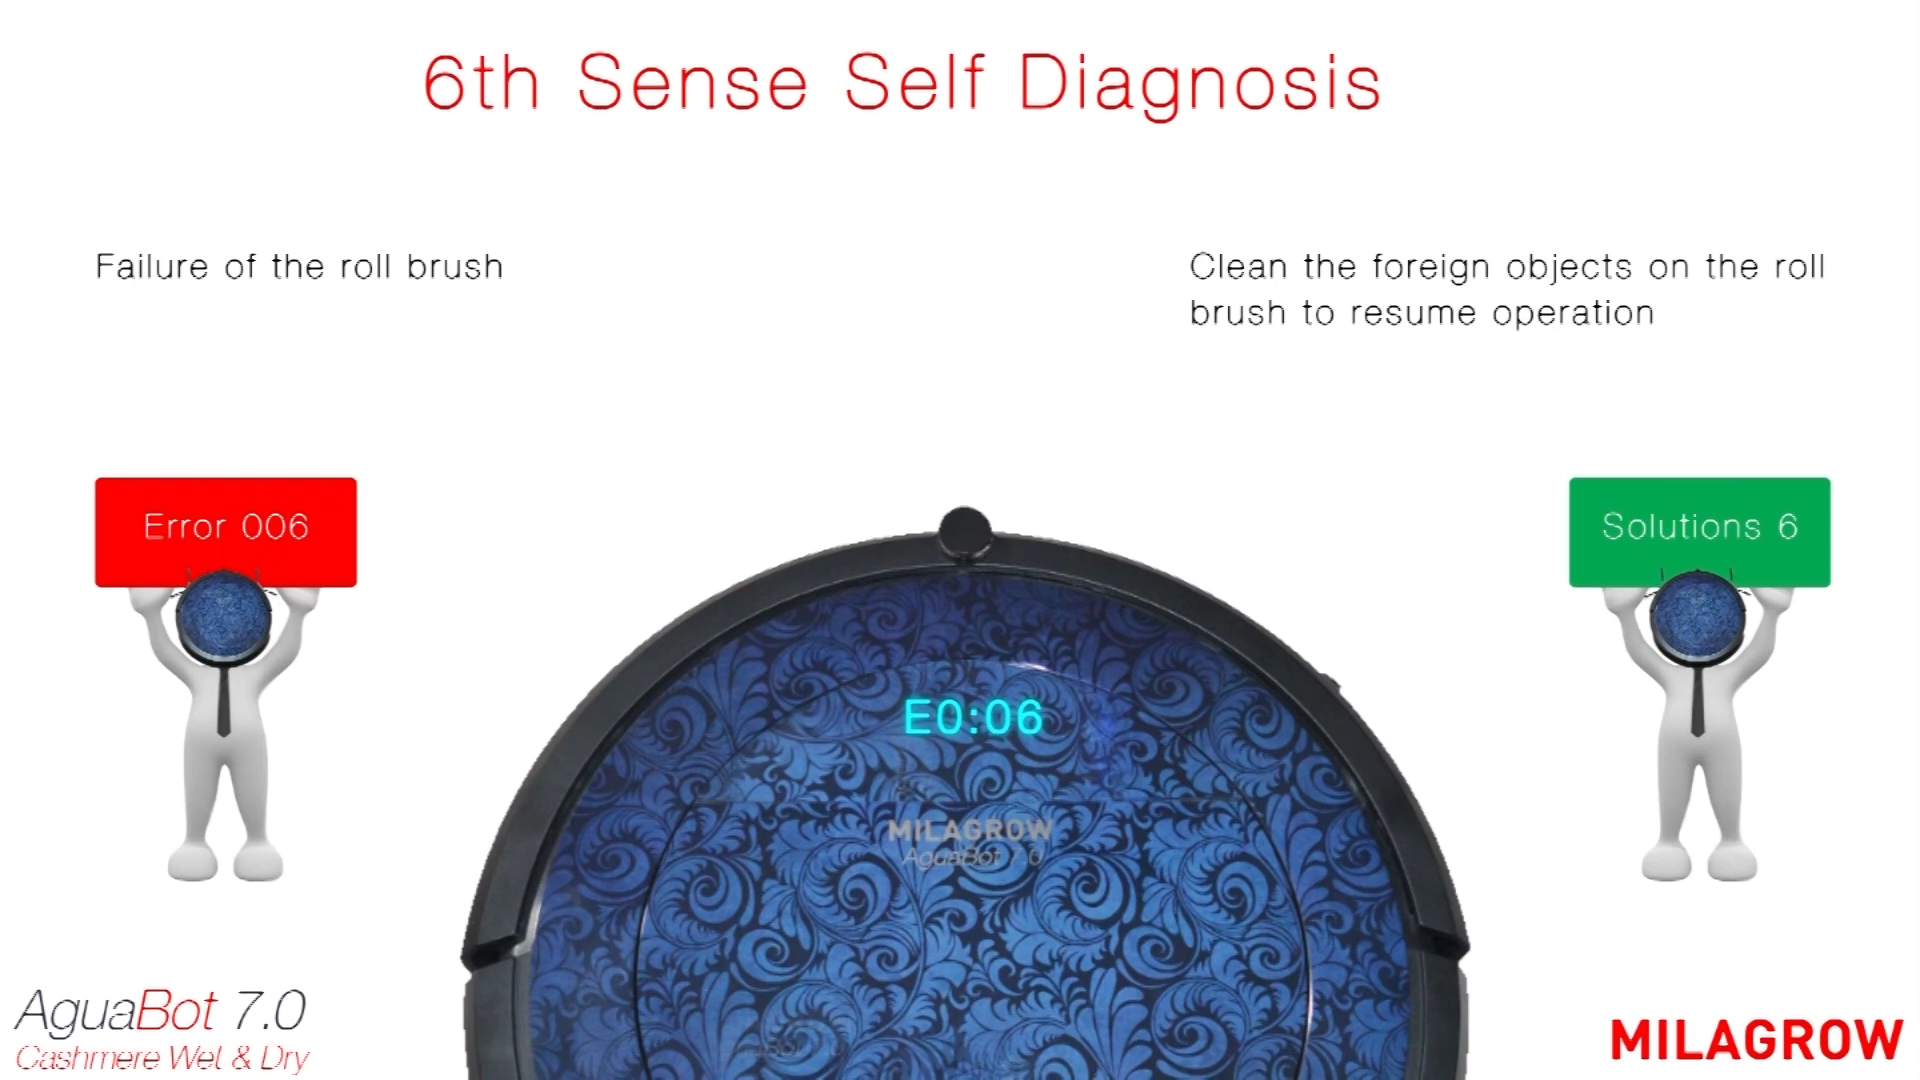 6th Sense Self Diagnosis
Failure of the roll brush
Clean the foreign objects on the roll
brush to resume operation
Error 006
Solutions 6
E0:06
MILAGROW
AguaBot 7.0
AguaBot 7.0
Cashmere Wet & Dry
MILAGROW